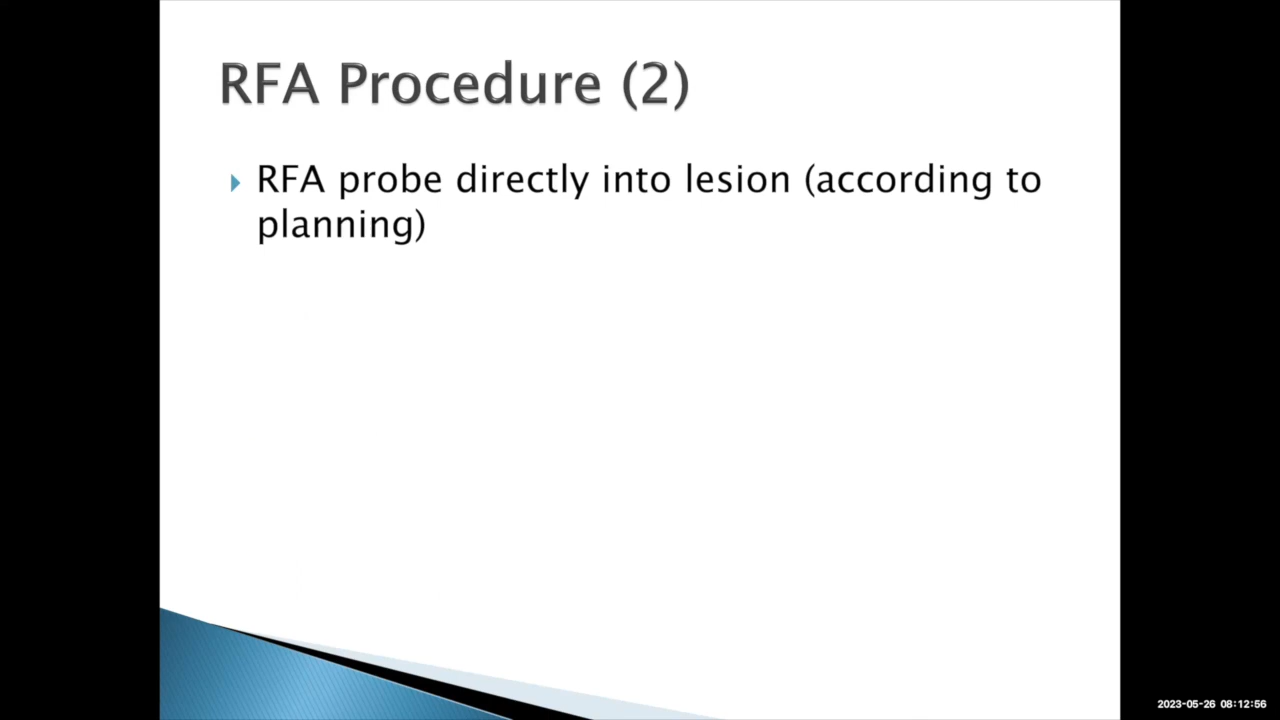 RFA Procedure (2)
RFA probe directly into lesion (according to
planning)
2023-05-26 08:12:56